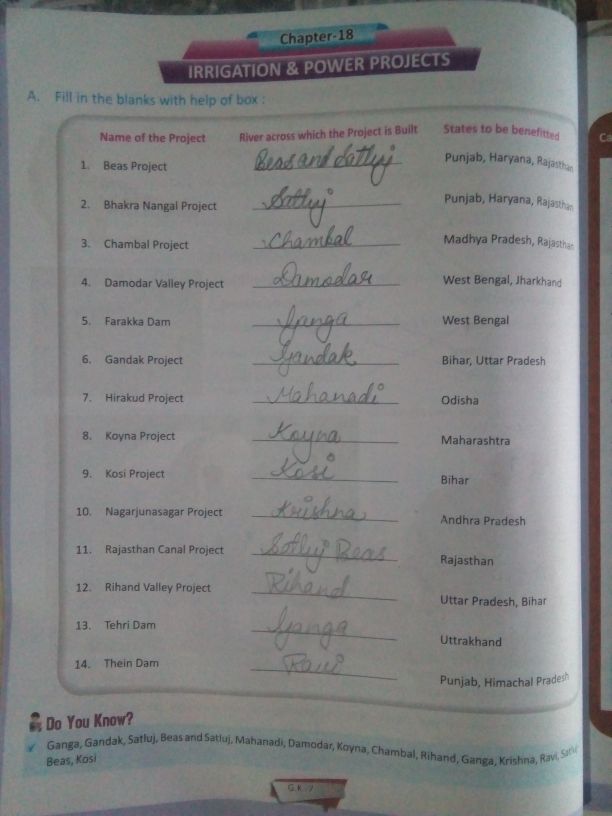 Chapter-18
IRRIGATION & POWER PROJECTS
A. Fill in the blanks with help of box :
Name of the Project River across which the Project is Built States to be benefitted
1. Beas Project Beas and Satluj Punjab, Haryana, Rajasthan
2. Bhakra Nangal Project Satluj Punjab, Haryana, Rajasthan
3. Chambal Project Chambal Madhya Pradesh, Rajasthan
4. Damodar Valley Project Damodar West Bengal, Jharkhand
5. Farakka Dam Ganga West Bengal
6. Gandak Project Gandak Bihar, Uttar Pradesh
7. Hirakud Project Mahanadi Odisha
8. Koyna Project Koyna Maharashtra
9. Kosi Project Kosi Bihar
10. Nagarjunasagar Project Krishna Andhra Pradesh
11. Rajasthan Canal Project Satluj Beas Rajasthan
12. Rihand Valley Project Rihand Uttar Pradesh, Bihar
13. Tehri Dam Ganga Uttrakhand
14. Thein Dam Ravi Punjab, Himachal Pradesh
Do You Know?
Ganga, Gandak, Satluj, Beas and Satluj, Mahanadi, Damodar, Koyna, Chambal, Rihand, Ganga, Krishna, Ravi, Satluj
Beas, Kosi
G.K.-7
Ca